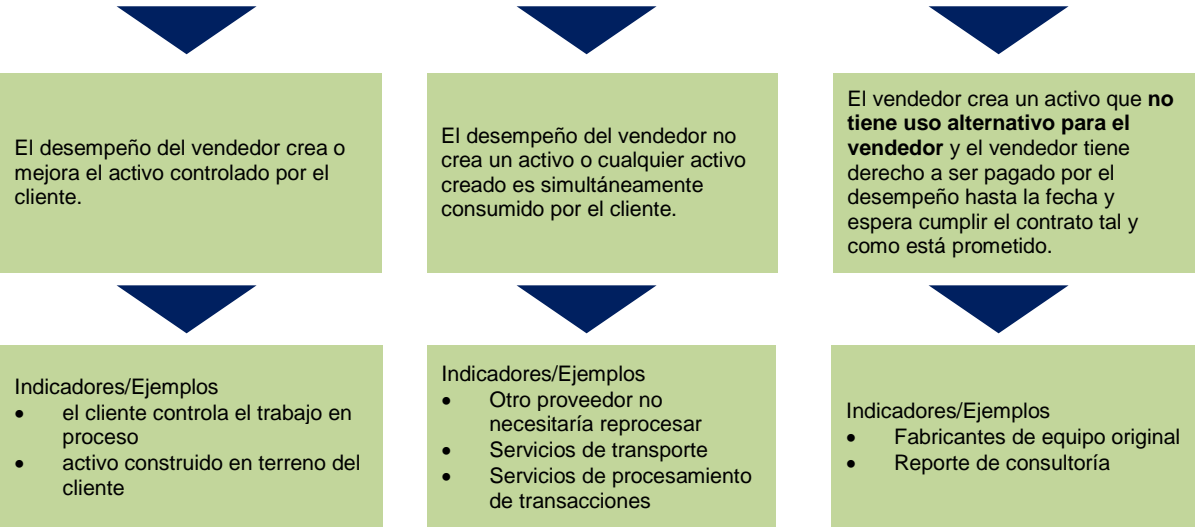 El desempeño del vendedor crea o
mejora el activo controlado por el
cliente.
El desempeño del vendedor no
crea un activo o cualquier activo
creado es simultáneamente
consumido por el cliente.
El vendedor crea un activo que no
tiene uso alternativo para el
vendedor y el vendedor tiene
derecho a ser pagado por el
desempeño hasta la fecha y
espera cumplir el contrato tal y
como está prometido.
Indicadores/Ejemplos
• el cliente controla el trabajo en
proceso
• activo construido en terreno del
cliente
Indicadores/Ejemplos
• Otro proveedor no
necesitaría reprocesar
• Servicios de transporte
• Servicios de procesamiento
de transacciones
Indicadores/Ejemplos
• Fabricantes de equipo original
• Reporte de consultoría